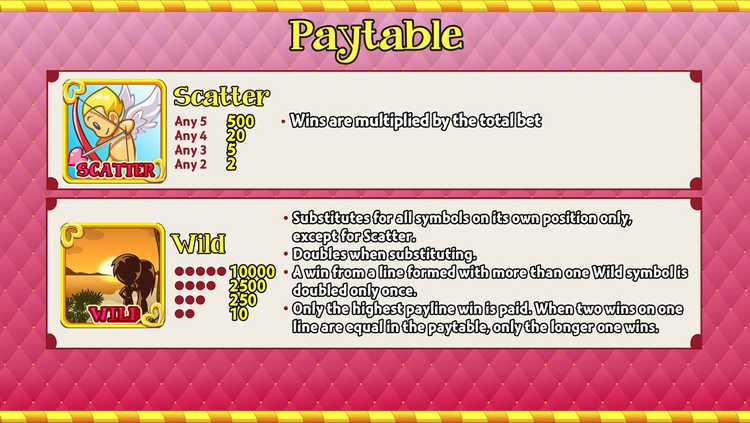 Paytable
SCATTER
Scatter
Any 5 500
Any 4 20
Any 3 5
Any 2 2
• Wins are multiplied by the total bet
WILD
Wild
10000
2500
250
10
• Substitutes for all symbols on its own position only,
except for Scatter.
• Doubles when substituting.
• A win from a line formed with more than one Wild symbol is
doubled only once.
• Only the highest payline win is paid. When two wins on one
line are equal in the paytable, only the longer one wins.